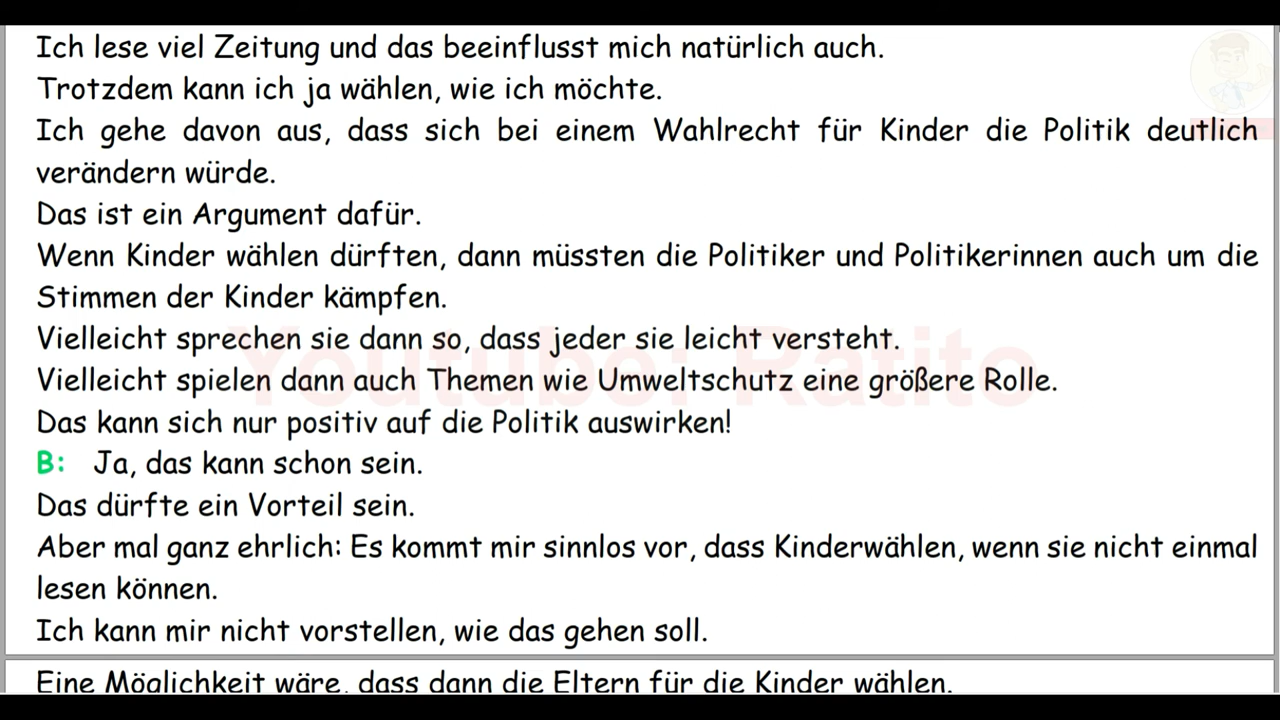 Ich lese viel Zeitung und das beeinflusst mich natürlich auch.
Trotzdem kann ich ja wählen, wie ich möchte.
Ich gehe davon aus, dass sich bei einem Wahlrecht für Kinder die Politik deutlich
verändern würde.
Das ist ein Argument dafür.
Wenn Kinder wählen dürften, dann müssten die Politiker und Politikerinnen auch um die
Stimmen der Kinder kämpfen.
Vielleicht sprechen sie dann so, dass jeder sie leicht versteht.
Youtube: Ratito
Vielleicht spielen dann auch Themen wie Umweltschutz eine größere Rolle.
Das kann sich nur positiv auf die Politik auswirken!
B: Ja, das kann schon sein.
Das dürfte ein Vorteil sein.
Aber mal ganz ehrlich: Es kommt mir sinnlos vor, dass Kinderwählen, wenn sie nicht einmal
lesen können.
Ich kann mir nicht vorstellen, wie das gehen soll.
Eine Möglichkeit wäre, dass dann die Eltern für die Kinder wählen.